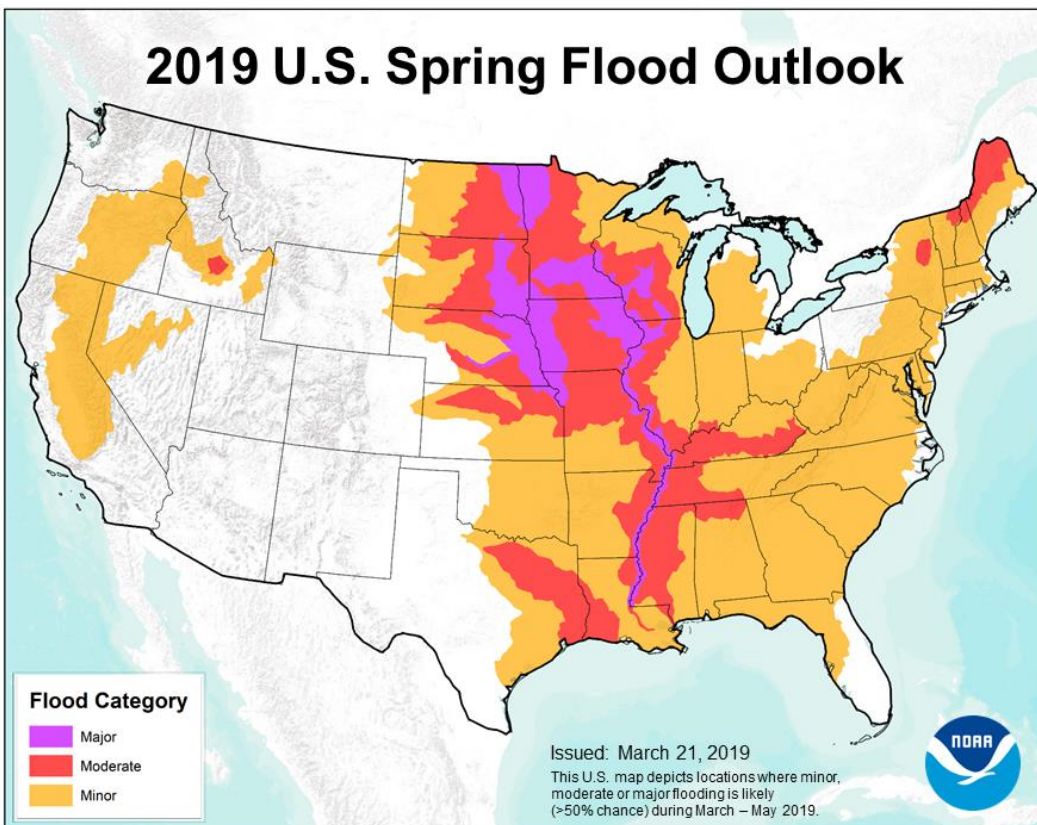 2019 U.S. Spring Flood Outlook
Flood Category
Major
Moderate
Minor
Issued: March 21, 2019
This U.S. map depicts locations where minor,
moderate or major flooding is likely
(>50% chance) during March – May 2019.
NOAA